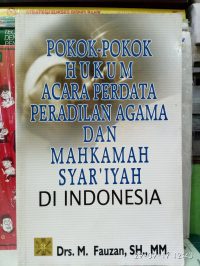 POKOK-POKOK
HUKUM
ACARA PERDATA
PERADILAN AGAMA
DAN
MAHKAMAH
SYAR'IYAH
DI INDONESIA
Drs. M. Fauzan, SH., MM